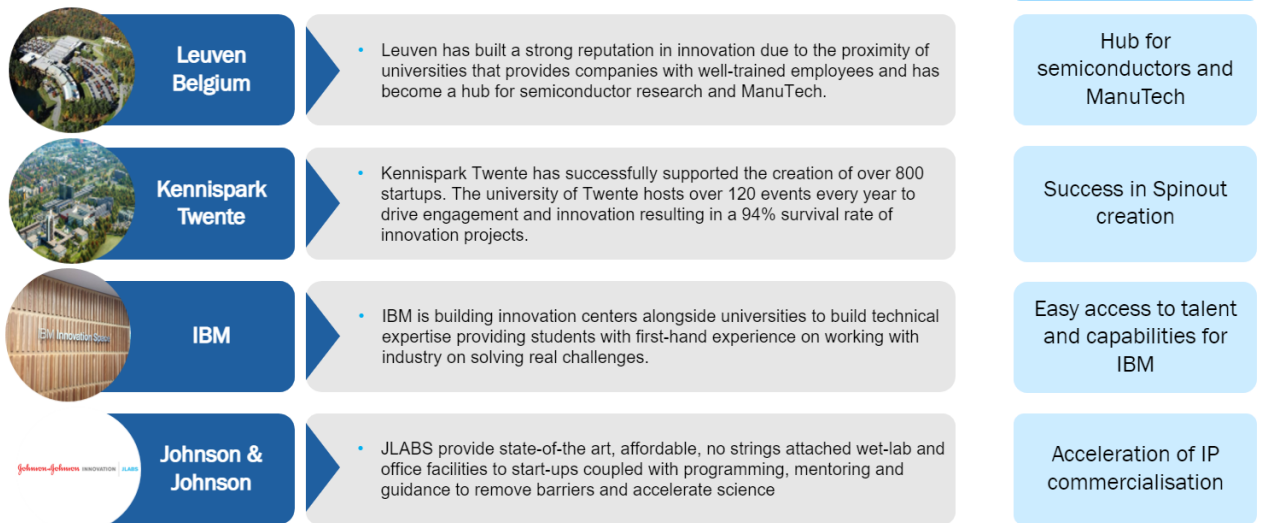 Leuven
Belgium
• Leuven has built a strong reputation in innovation due to the proximity of
universities that provides companies with well-trained employees and has
become a hub for semiconductor research and ManuTech.
Hub for
semiconductors and
ManuTech
Kennispark
Twente
• Kennispark Twente has successfully supported the creation of over 800
startups. The university of Twente hosts over 120 events every year to
drive engagement and innovation resulting in a 94% survival rate of
innovation projects.
Success in Spinout
creation
IBM Innovation Space
IBM
• IBM is building innovation centers alongside universities to build technical
expertise providing students with first-hand experience on working with
industry on solving real challenges.
Easy access to talent
and capabilities for
IBM
Johnson&Johnson INNOVATION | JLABS
Johnson &
Johnson
• JLABS provide state-of-the art, affordable, no strings attached wet-lab and
office facilities to start-ups coupled with programming, mentoring and
guidance to remove barriers and accelerate science
Acceleration of IP
commercialisation